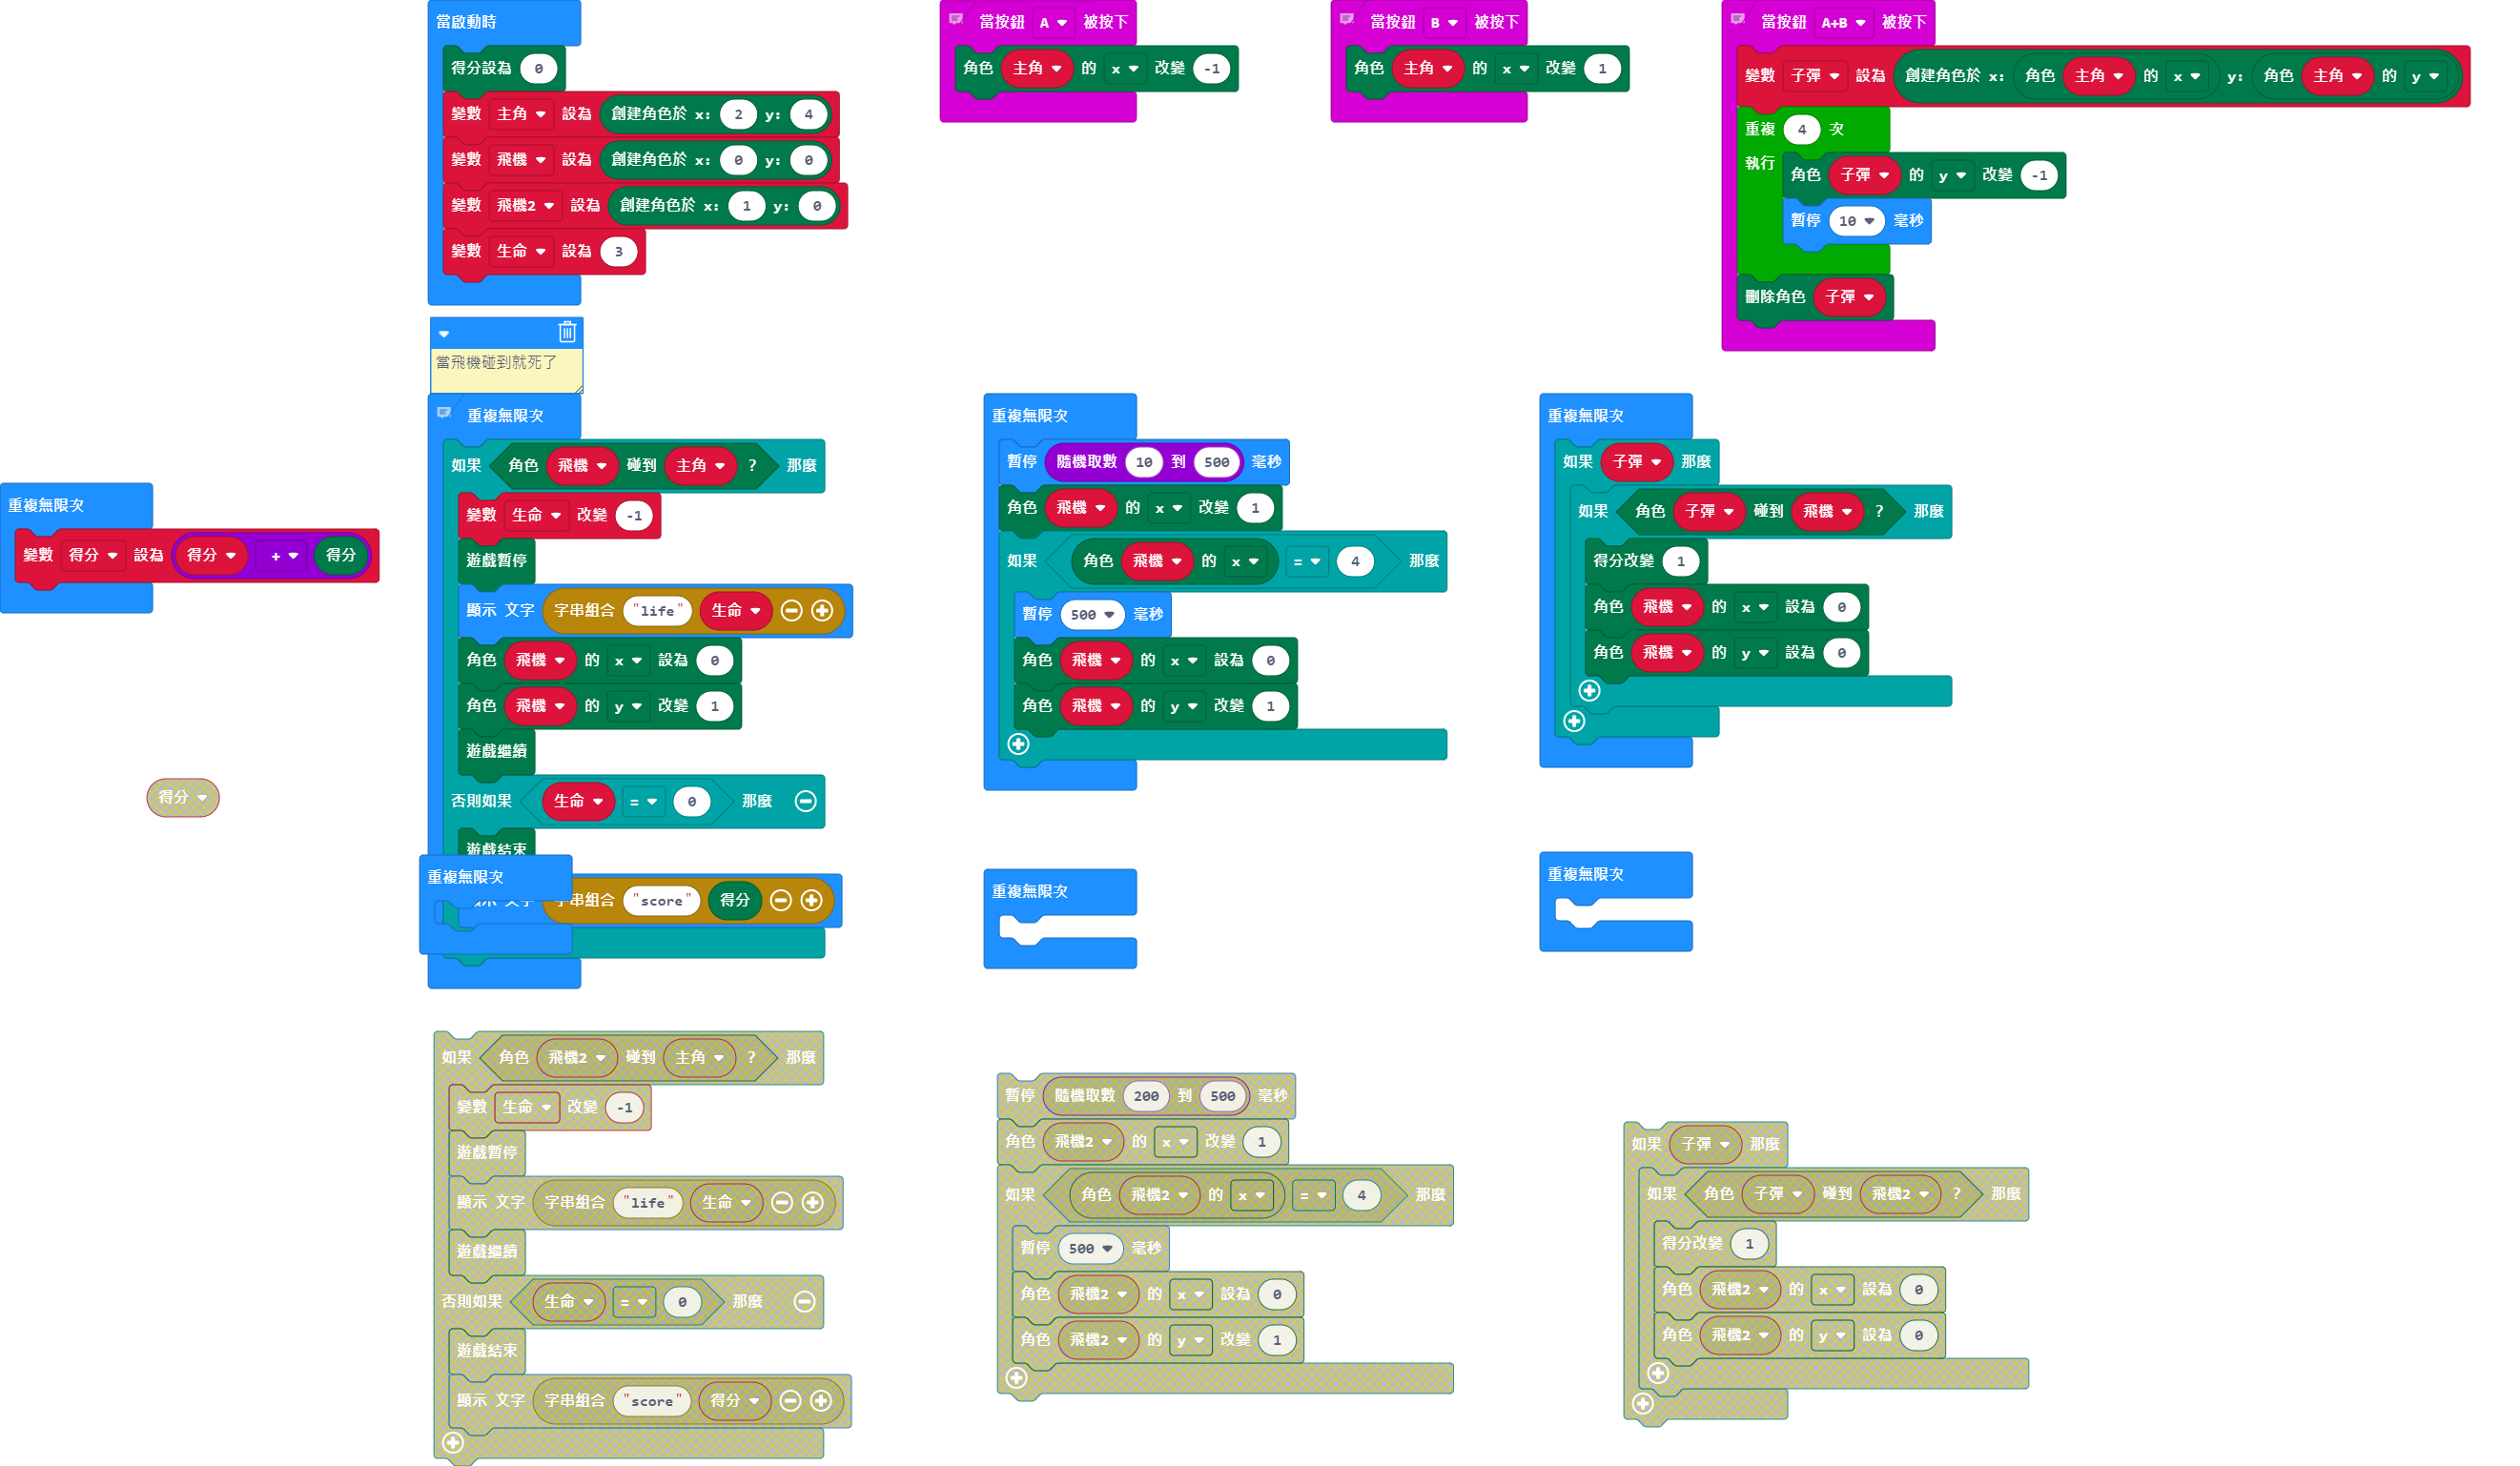 當啟動時
得分設為 0
變數 主角 設為 創建角色於 x: 2 y: 4
變數 飛機 設為 創建角色於 x: 0 y: 0
變數 飛機2 設為 創建角色於 x: 1 y: 0
變數 生命 設為 3
當按鈕 A 被按下
角色 主角 的 x 改變 -1
當按鈕 B 被按下
角色 主角 的 x 改變 1
當按鈕 A+B 被按下
變數 子彈 設為 創建角色於 x: 角色 主角 的 x y: 角色 主角 的 y
重複 4 次
執行
角色 子彈 的 y 改變 -1
暫停 10 毫秒
刪除角色 子彈
當飛機碰到就死了
重複無限次
變數 得分 設為 得分 + 得分
得分
重複無限次
如果 角色 飛機 碰到 主角 ? 那麼
變數 生命 改變 -1
遊戲暫停
顯示 文字 字串組合 "life" 生命
角色 飛機 的 x 設為 0
角色 飛機 的 y 改變 1
遊戲繼續
否則如果 生命 = 0 那麼
遊戲結束
重複無限次
文字 字串組合 "score" 得分
重複無限次
暫停 隨機取數 10 到 500 毫秒
角色 飛機 的 x 改變 1
如果 角色 飛機 的 x = 4 那麼
暫停 500 毫秒
角色 飛機 的 x 設為 0
角色 飛機 的 y 改變 1
重複無限次
重複無限次
如果 子彈 那麼
如果 角色 子彈 碰到 飛機 ? 那麼
得分改變 1
角色 飛機 的 x 設為 0
角色 飛機 的 y 設為 0
重複無限次
如果 角色 飛機2 碰到 主角 ? 那麼
變數 生命 改變 -1
遊戲暫停
顯示 文字 字串組合 "life" 生命
遊戲繼續
否則如果 生命 = 0 那麼
遊戲結束
顯示 文字 字串組合 "score" 得分
暫停 隨機取數 200 到 500 毫秒
角色 飛機2 的 x 改變 1
如果 角色 飛機2 的 x = 4 那麼
暫停 500 毫秒
角色 飛機2 的 x 設為 0
角色 飛機2 的 y 改變 1
如果 子彈 那麼
如果 角色 子彈 碰到 飛機2 ? 那麼
得分改變 1
角色 飛機2 的 x 設為 0
角色 飛機2 的 y 設為 0